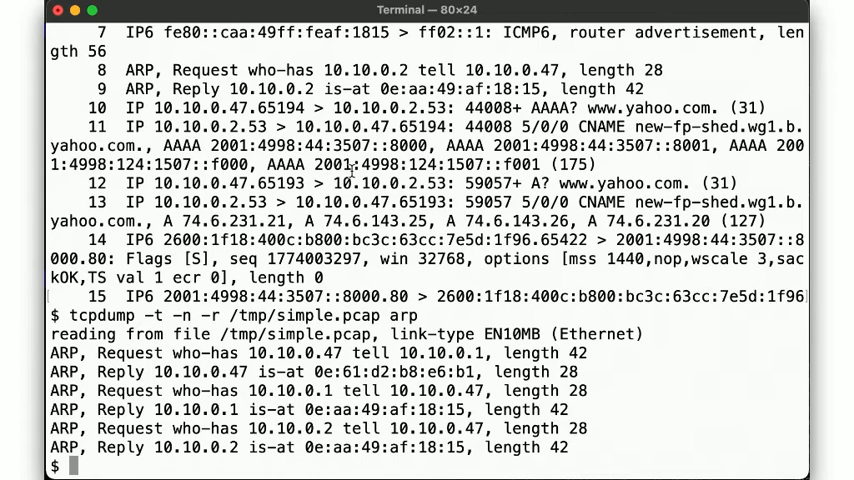 Terminal — 80×24
7  IP6 fe80::caa:49ff:feaf:1815 > ff02::1: ICMP6, router advertisement, len
gth 56
8  ARP, Request who-has 10.10.0.2 tell 10.10.0.47, length 28
9  ARP, Reply 10.10.0.2 is-at 0e:aa:49:af:18:15, length 42
10  IP 10.10.0.47.65194 > 10.10.0.2.53: 44008+ AAAA? www.yahoo.com. (31)
11  IP 10.10.0.2.53 > 10.10.0.47.65194: 44008 5/0/0 CNAME new-fp-shed.wg1.b.
yahoo.com., AAAA 2001:4998:44:3507::8000, AAAA 2001:4998:44:3507::8001, AAAA 200
1:4998:124:1507::f000, AAAA 2001:4998:124:1507::f001 (175)
12  IP 10.10.0.47.65193 > 10.10.0.2.53: 59057+ A? www.yahoo.com. (31)
13  IP 10.10.0.2.53 > 10.10.0.47.65193: 59057 5/0/0 CNAME new-fp-shed.wg1.b.
yahoo.com., A 74.6.231.21, A 74.6.143.25, A 74.6.143.26, A 74.6.231.20 (127)
14  IP6 2600:1f18:400c:b800:bc3c:63cc:7e5d:1f96.65422 > 2001:4998:44:3507::8
000.80: Flags [S], seq 1774003297, win 32768, options [mss 1440,nop,wscale 3,sac
kOK,TS val 1 ecr 0], length 0
[    15  IP6 2001:4998:44:3507::8000.80 > 2600:1f18:400c:b800:bc3c:63cc:7e5d:1f96]
$ tcpdump -t -n -r /tmp/simple.pcap arp
reading from file /tmp/simple.pcap, link-type EN10MB (Ethernet)
ARP, Request who-has 10.10.0.47 tell 10.10.0.1, length 42
ARP, Reply 10.10.0.47 is-at 0e:61:d2:b8:e6:b1, length 28
ARP, Request who-has 10.10.0.1 tell 10.10.0.47, length 28
ARP, Reply 10.10.0.1 is-at 0e:aa:49:af:18:15, length 42
ARP, Request who-has 10.10.0.2 tell 10.10.0.47, length 28
ARP, Reply 10.10.0.2 is-at 0e:aa:49:af:18:15, length 42
$